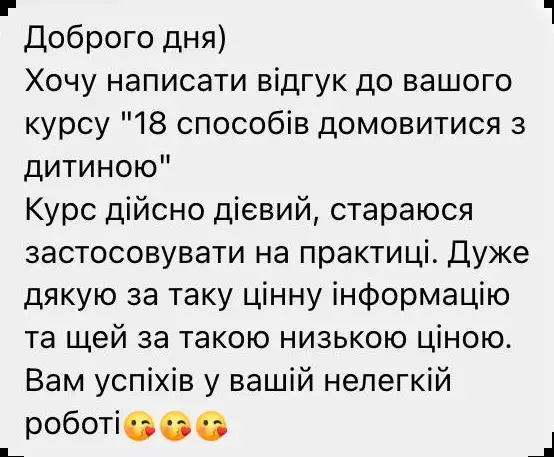 Доброго дня)
Хочу написати відгук до вашого
курсу "18 способів домовитися з
дитиною"
Курс дійсно дієвий, стараюся
застосовувати на практиці. Дуже
дякую за таку цінну інформацію
та щей за такою низькою ціною.
Вам успіхів у вашій нелегкій
роботі😘😘😘